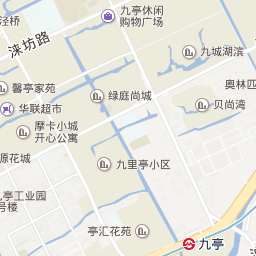 泾桥
九亭休闲
购物广场
涞坊路
九城湖滨
奥林匹
馨亭家苑
绿庭尚城
贝尚湾
华联超市
摩卡小城
开心公寓
源花城
九里亭小区
九亭工业园
号楼
亭汇花苑
九亭